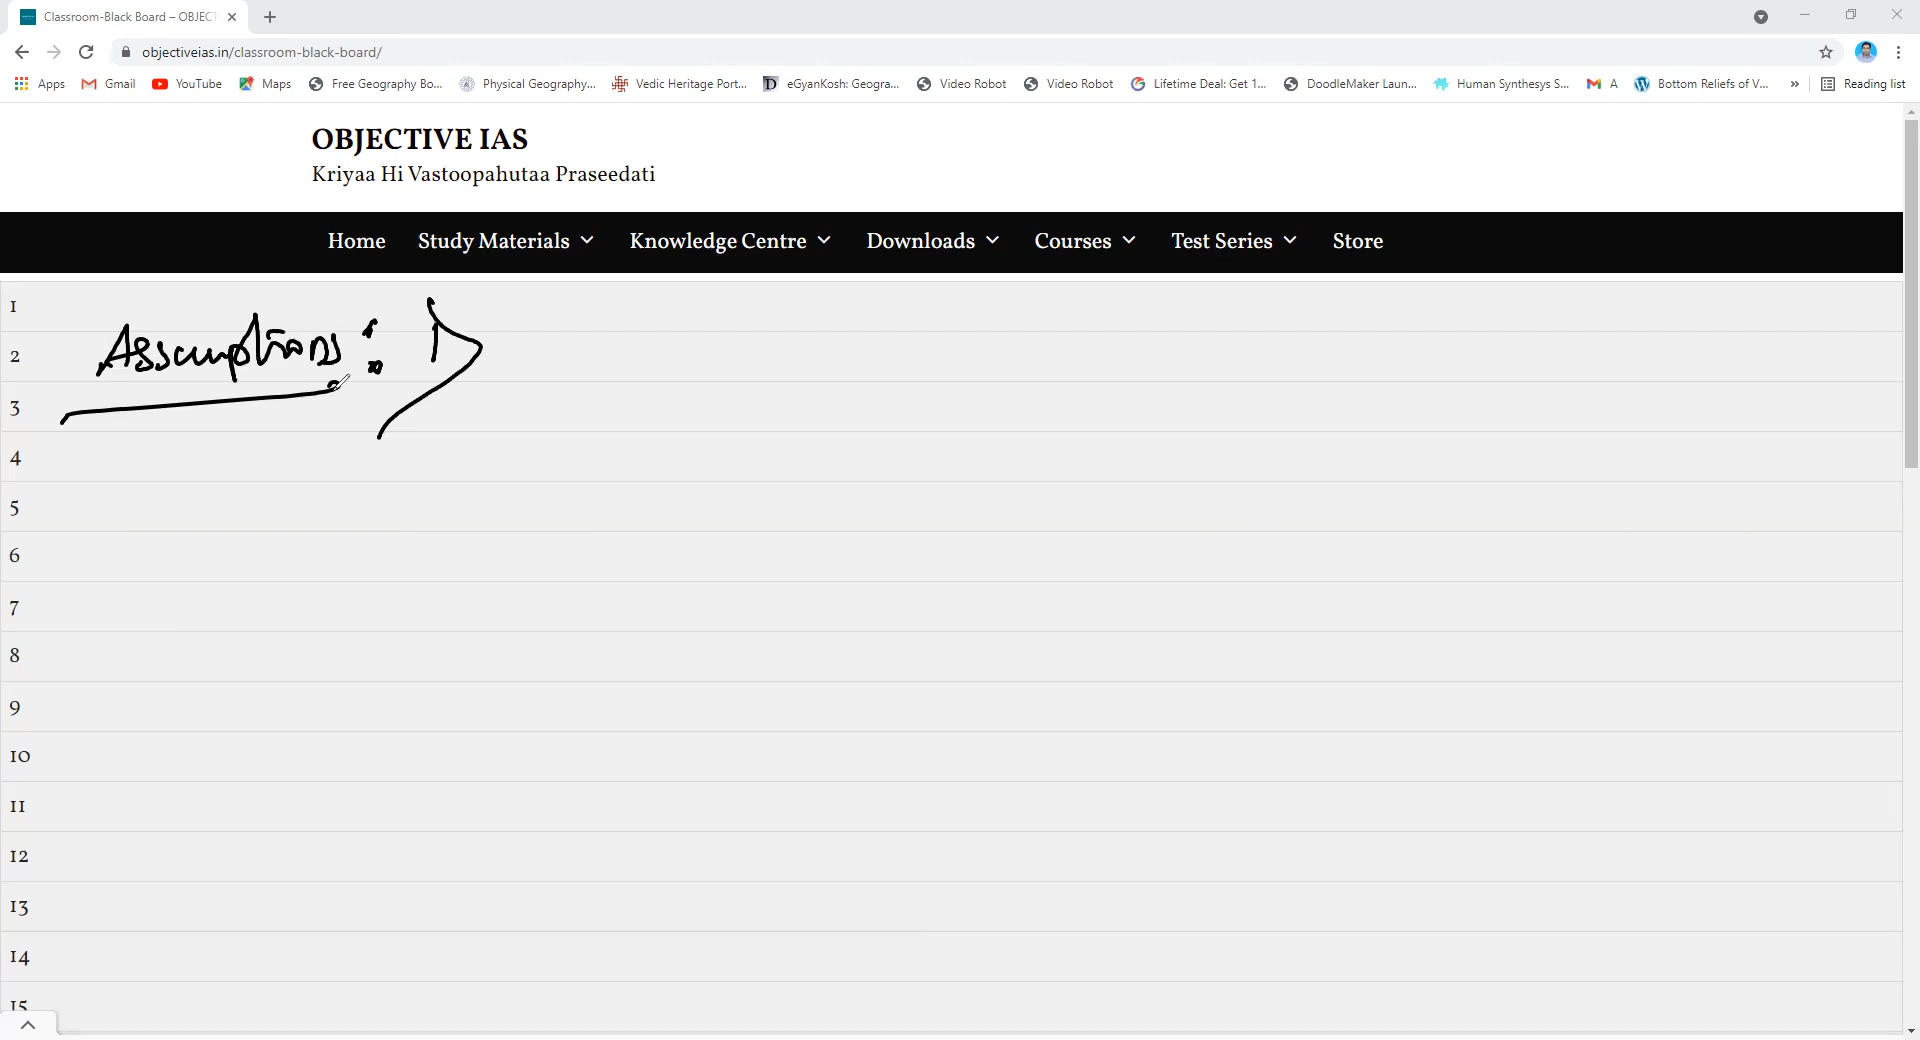 Classroom-Black Board – OBJECT
objectiveias.in/classroom-black-board/
Apps Gmail YouTube Maps Free Geography Bo... Physical Geography... Vedic Heritage Port... eGyanKosh: Geogra... Video Robot Video Robot Lifetime Deal: Get 1... DoodleMaker Laun... Human Synthesys S... A Bottom Reliefs of V... » Reading list
OBJECTIVE IAS
Kriyaa Hi Vastoopahutaa Praseedati
Home Study Materials Knowledge Centre Downloads Courses Test Series Store
1
2 Assumptions:
3
4
5
6
7
8
9
10
11
12
13
14
15